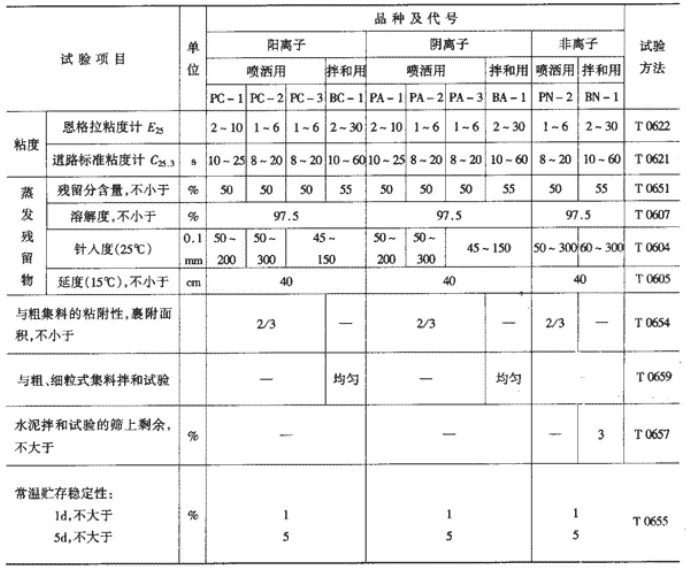 品种及代号
试验项目 单位 阳离子 阴离子 非离子 试验方法
喷洒用 拌和用 喷洒用 拌和用 喷洒用 拌和用
PC-1 PC-2 PC-3 BC-1 PA-1 PA-2 PA-3 BA-1 PN-2 BN-1
粘度 恩格拉粘度计 E25 2~10 1~6 1~6 2~30 2~10 1~6 1~6 2~30 1~6 2~30 T 0622
道路标准粘度计 C25.3 s 10~25 8~20 8~20 10~60 10~25 8~20 8~20 10~60 8~20 10~60 T 0621
蒸发残留物 残留分含量,不小于 % 50 50 50 55 50 50 50 55 50 55 T 0651
溶解度,不小于 % 97.5 97.5 97.5 T 0607
针入度(25℃) 0.1 mm 50~200 50~300 45~150 50~200 50~300 45~150 50~300 60~300 T 0604
延度(15℃),不小于 cm 40 40 40 T 0605
与粗集料的粘附性,裹附面
积,不小于 2/3 — 2/3 — 2/3 — T 0654
与粗、细粒式集料拌和试验 — 均匀 — 均匀 - T 0659
水泥拌和试验的筛上剩余,
不大于 % — — — 3 T 0657
常温贮存稳定性: % T 0655
1d,不大于 1 1 1
5d,不大于 5 5 5